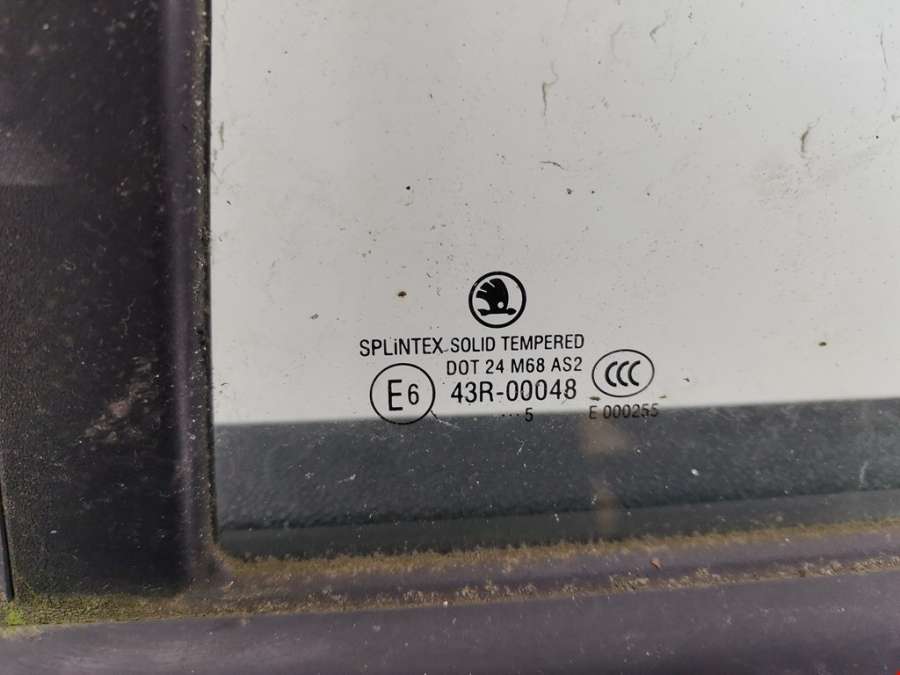 SPLiNTEX SOLID TEMPERED
DOT 24 M68 AS2
CCC
E6
43R-00048
... 5
E 000255